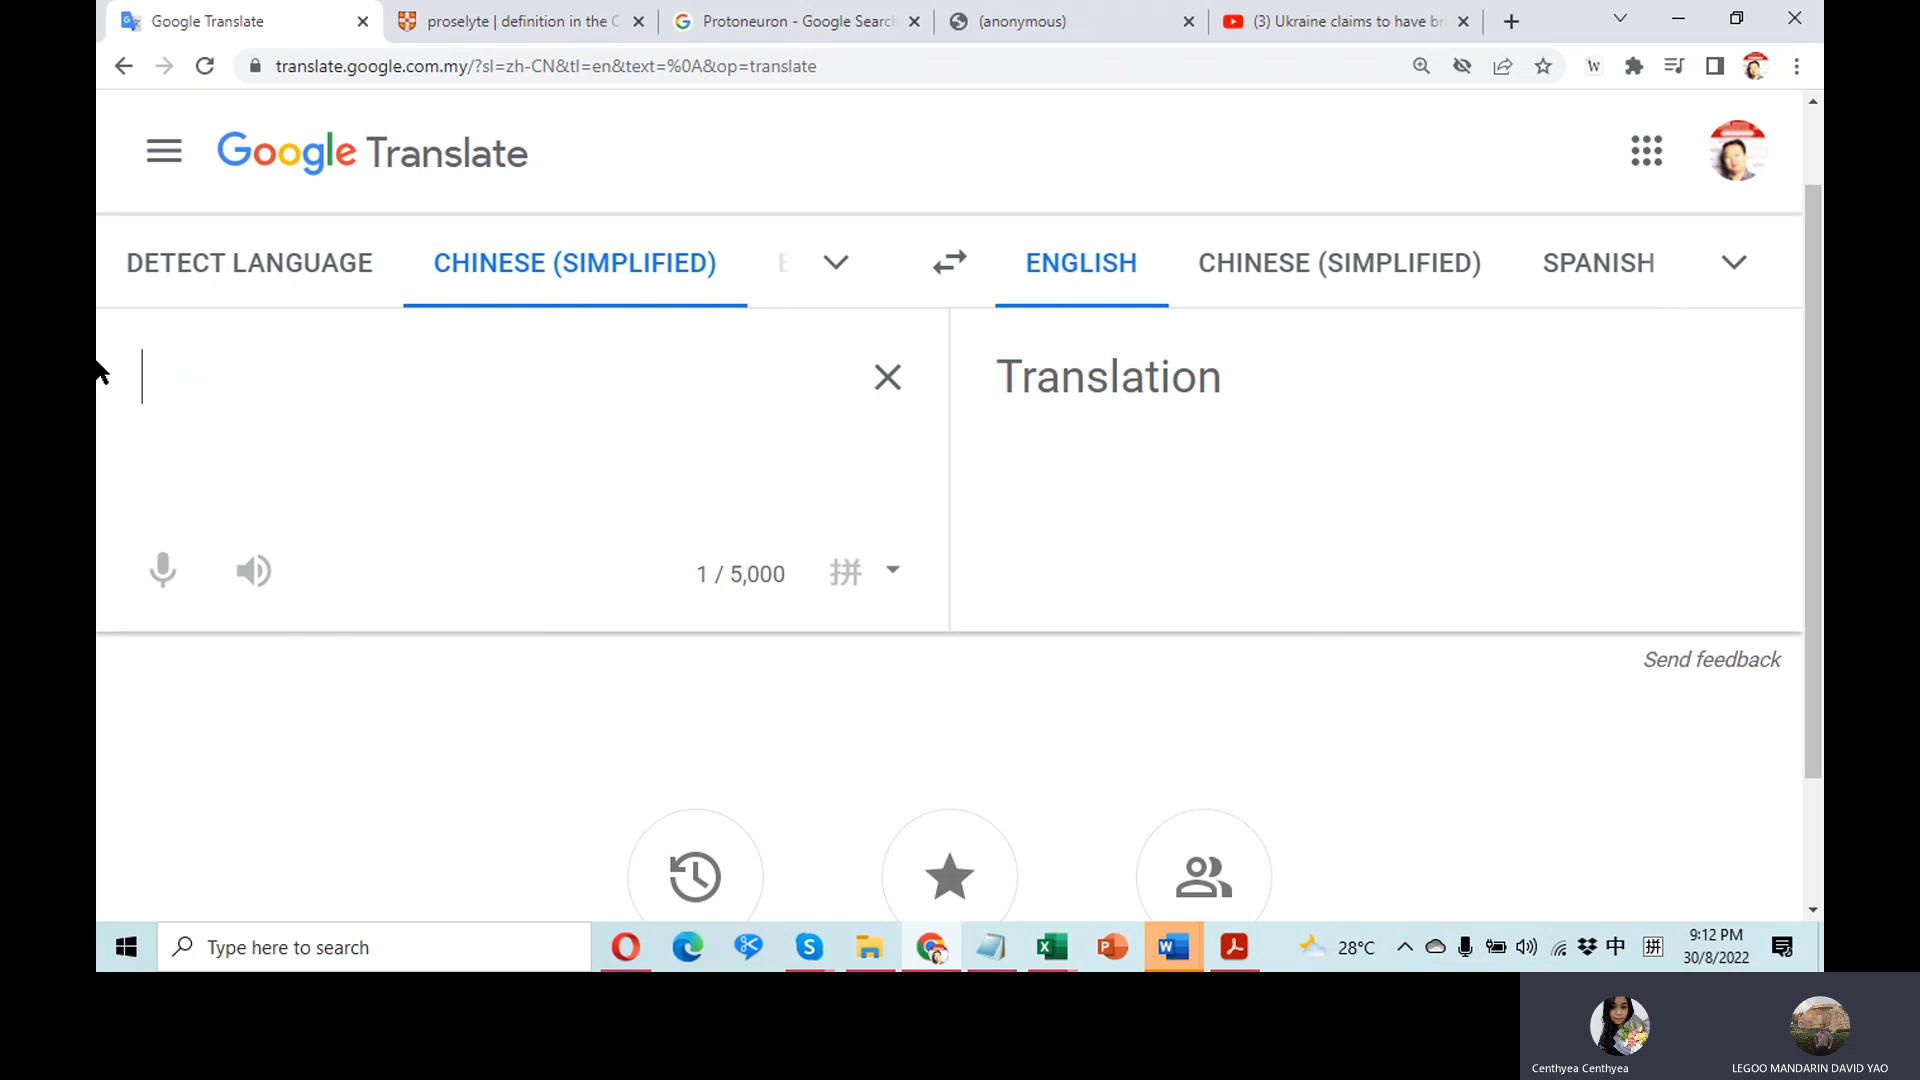 Google Translate
proselyte | definition in the C
Protoneuron - Google Search
(anonymous)
(3) Ukraine claims to have br
translate.google.com.my/?sl=zh-CN&tl=en&text=%0A&op=translate
W
Google Translate
DETECT LANGUAGE
CHINESE (SIMPLIFIED)
E
ENGLISH
CHINESE (SIMPLIFIED)
SPANISH
Translation
1 / 5,000
拼
Send feedback
Type here to search
28°C
中
拼
9:12 PM
30/8/2022
Centhyea Centhyea
LEGOO MANDARIN DAVID YAO